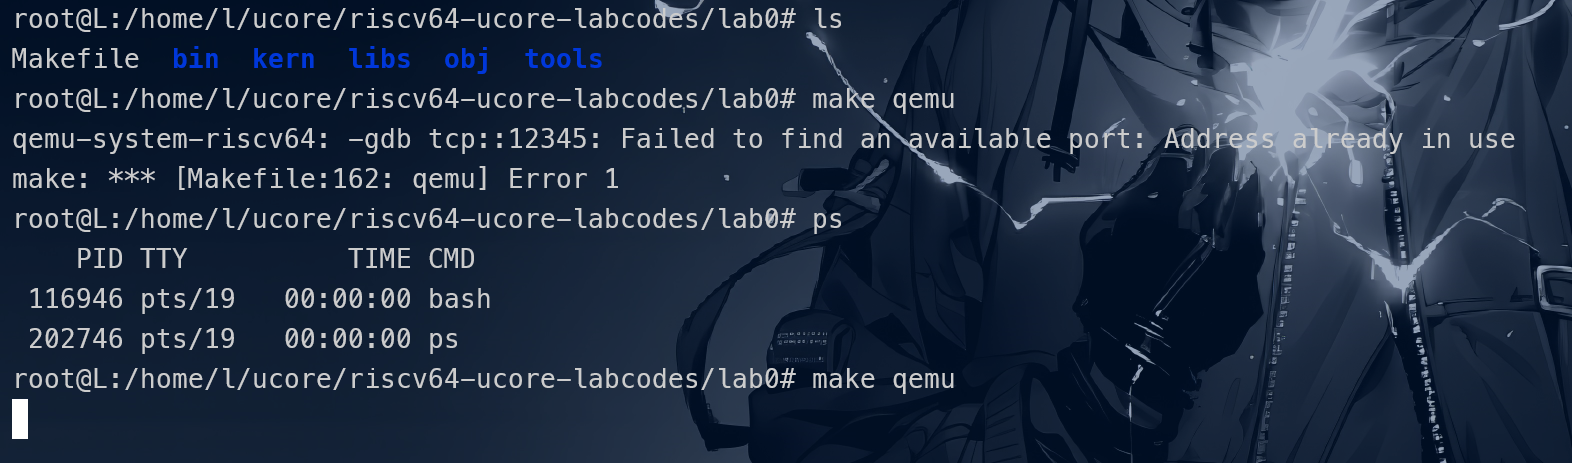 root@L:/home/l/ucore/riscv64-ucore-labcodes/lab0# ls
Makefile  bin  kern  libs  obj  tools
root@L:/home/l/ucore/riscv64-ucore-labcodes/lab0# make qemu
qemu-system-riscv64: -gdb tcp::12345: Failed to find an available port: Address already in use
make: *** [Makefile:162: qemu] Error 1
root@L:/home/l/ucore/riscv64-ucore-labcodes/lab0# ps
    PID TTY          TIME CMD
 116946 pts/19   00:00:00 bash
 202746 pts/19   00:00:00 ps
root@L:/home/l/ucore/riscv64-ucore-labcodes/lab0# make qemu